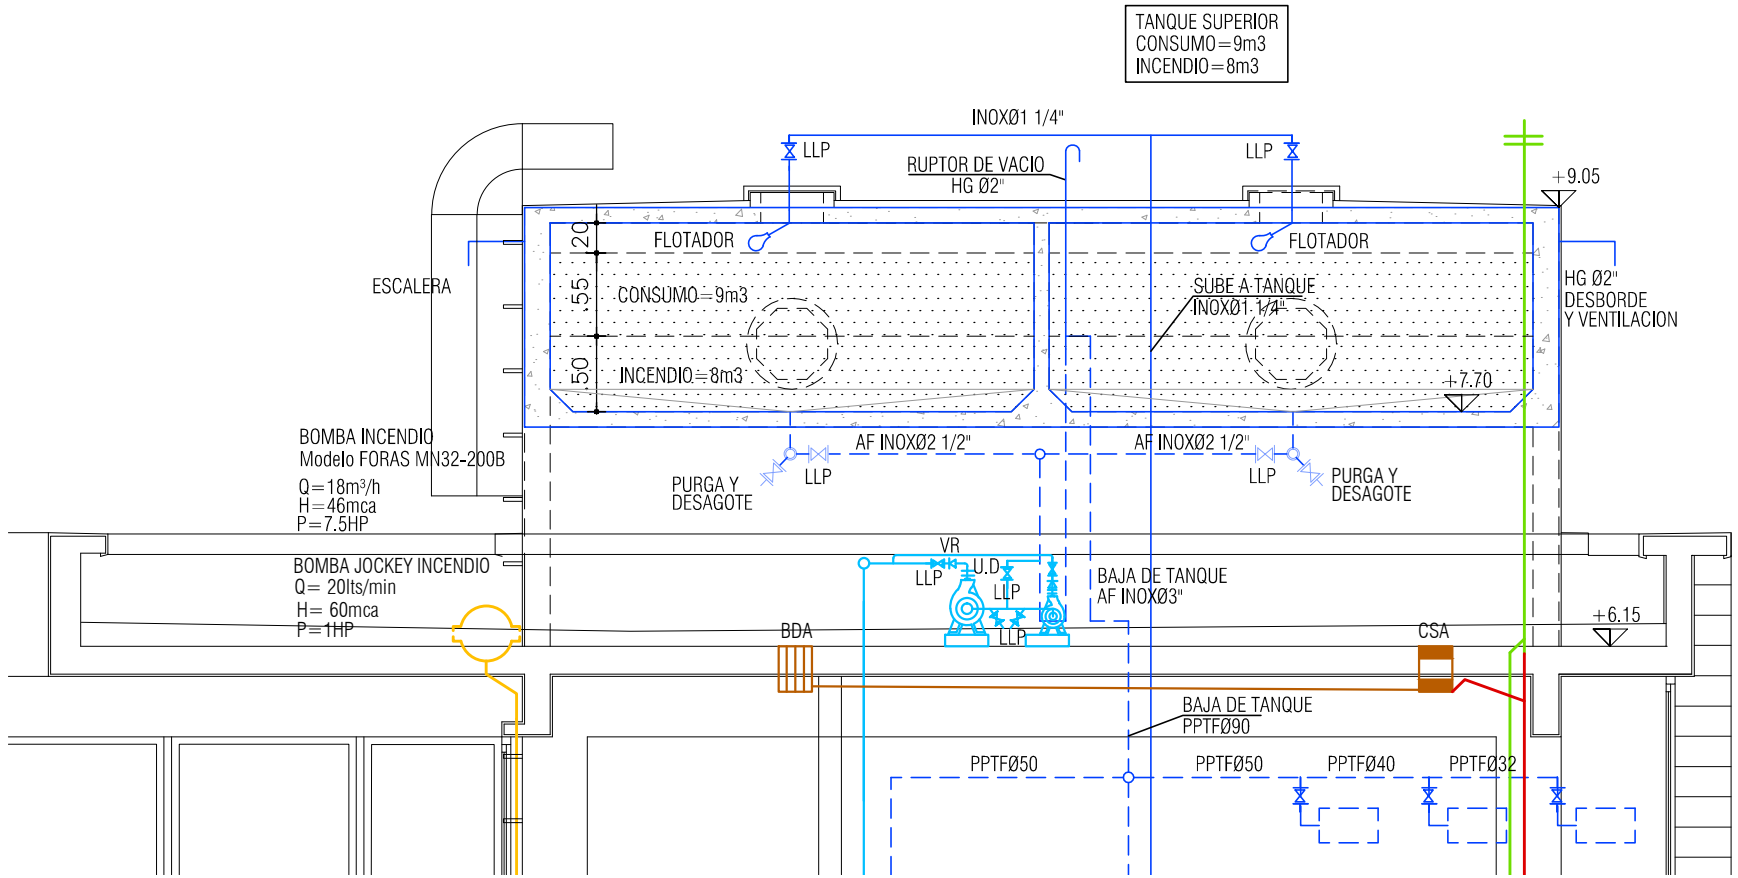 TANQUE SUPERIOR
CONSUMO=9m3
INCENDIO=8m3
INOXØ1 1/4"
LLP
LLP
RUPTOR DE VACIO
HG Ø2"
+9.05
.20
FLOTADOR
FLOTADOR
ESCALERA
.55
CONSUMO=9m3
SUBE A TANQUE
INOXØ1 1/4"
HG Ø2"
DESBORDE
Y VENTILACION
.50
INCENDIO=8m3
+7.70
BOMBA INCENDIO
Modelo FORAS MN32-200B
Q=18m³/h
H=46mca
P=7.5HP
AF INOXØ2 1/2"
AF INOXØ2 1/2"
LLP
LLP
PURGA Y
DESAGOTE
PURGA Y
DESAGOTE
BOMBA JOCKEY INCENDIO
Q= 20lts/min
H= 60mca
P=1HP
VR
U.D
LLP
LLP
LLP
BAJA DE TANQUE
AF INOXØ3"
+6.15
BDA
CSA
BAJA DE TANQUE
PPTFØ90
PPTFØ50
PPTFØ50
PPTFØ40
PPTFØ32